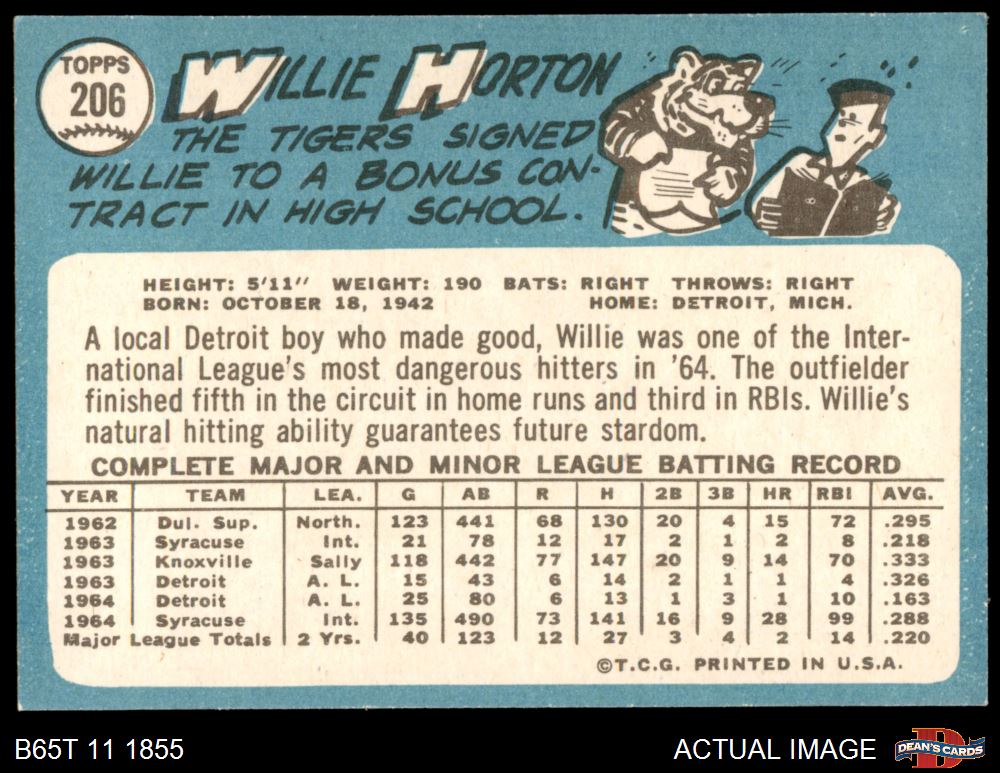 TOPPS
206
WILLIE HORTON
THE TIGERS SIGNED
WILLIE TO A BONUS CON-
TRACT IN HIGH SCHOOL.
HEIGHT: 5'11" WEIGHT: 190 BATS: RIGHT THROWS: RIGHT
BORN: OCTOBER 18, 1942 HOME: DETROIT, MICH.
A local Detroit boy who made good, Willie was one of the Inter-
national League's most dangerous hitters in '64. The outfielder
finished fifth in the circuit in home runs and third in RBIs. Willie's
natural hitting ability guarantees future stardom.
COMPLETE MAJOR AND MINOR LEAGUE BATTING RECORD
YEAR TEAM LEA. G AB R H 2B 3B HR RBI AVG.
1962 Dul. Sup. North. 123 441 68 130 20 4 15 72 .295
1963 Syracuse Int. 21 78 12 17 2 1 2 8 .218
1963 Knoxville Sally 118 442 77 147 20 9 14 70 .333
1963 Detroit A. L. 15 43 6 14 2 1 1 4 .326
1964 Detroit A. L. 25 80 6 13 1 3 1 10 .163
1964 Syracuse Int. 135 490 73 141 16 9 28 99 .288
Major League Totals 2 Yrs. 40 123 12 27 3 4 2 14 .220
©T.C.G. PRINTED IN U.S.A.
B65T 11 1855 ACTUAL IMAGE
D
DEAN'S CARDS